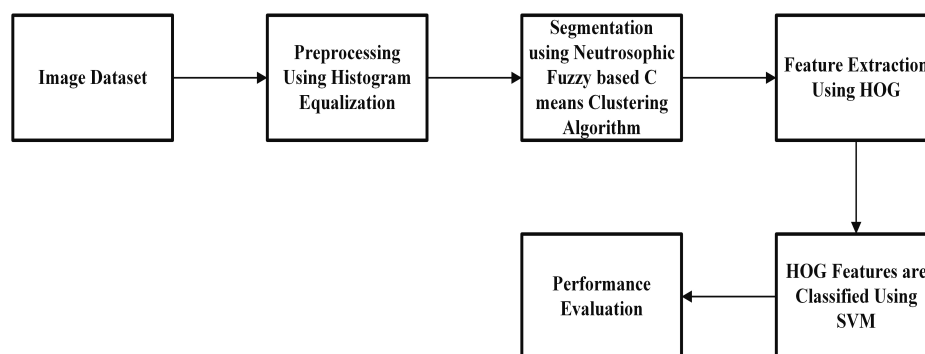 Image Dataset
Preprocessing
Using Histogram
Equalization
Segmentation
using Neutrosophic
Fuzzy based C
means Clustering
Algorithm
Feature Extraction
Using HOG
HOG Features are
Classified Using
SVM
Performance
Evaluation